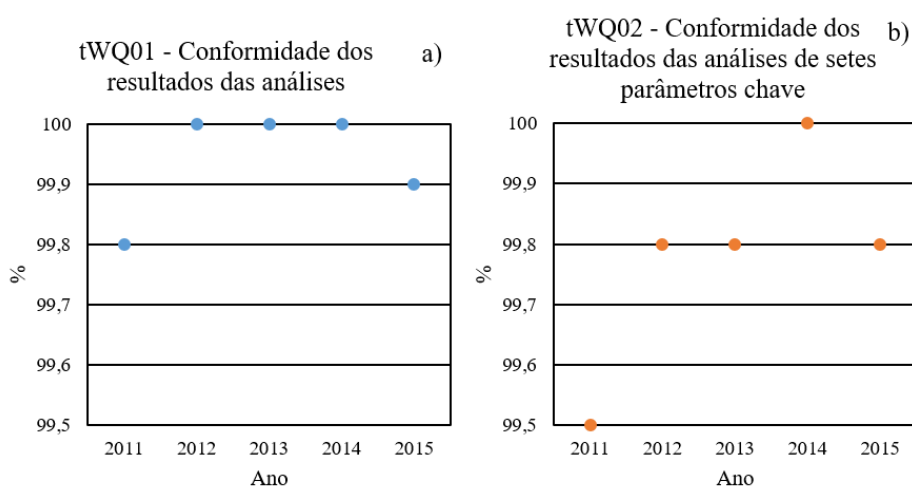 tWQ01 - Conformidade dos
resultados das análises
a)
100
99,9
99,8
99,7
99,6
99,5
%
2011 2012 2013 2014 2015
Ano
tWQ02 - Conformidade dos
resultados das análises de setes
parâmetros chave
b)
100
99,9
99,8
99,7
99,6
99,5
%
2011 2012 2013 2014 2015
Ano